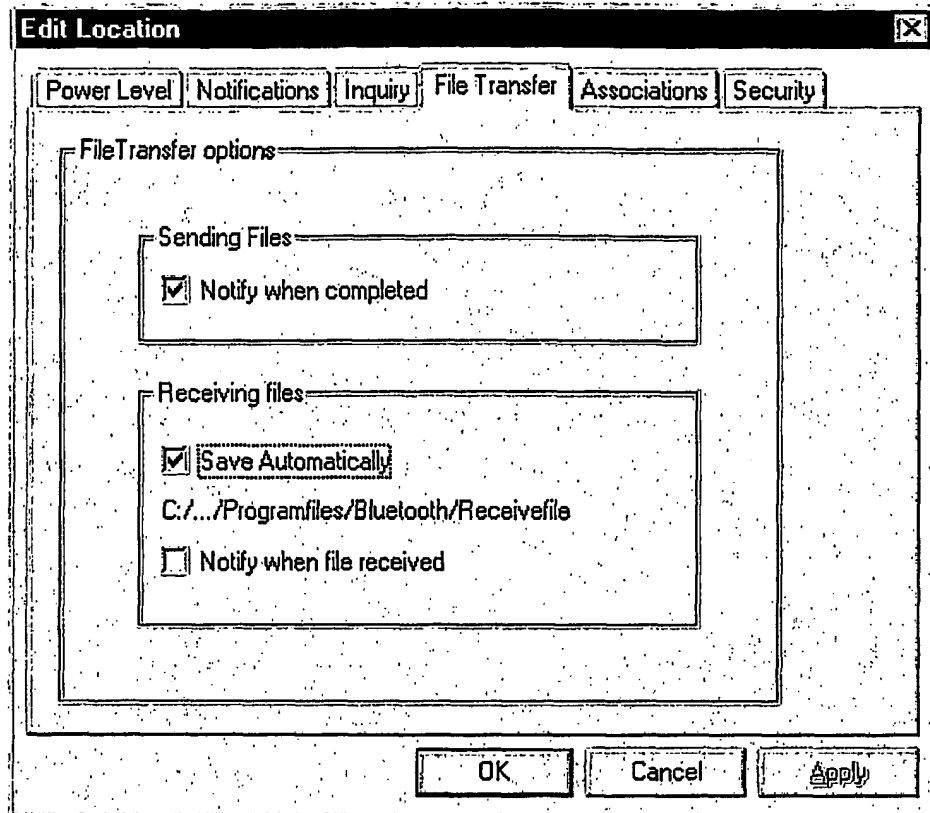 Edit Location
Power Level Notifications Inquiry File Transfer Associations Security
FileTransfer options
Sending Files
Notify when completed
Receiving files
Save Automatically
C:/.../Programfiles/Bluetooth/Receivefile
Notify when file received
OK Cancel Apply